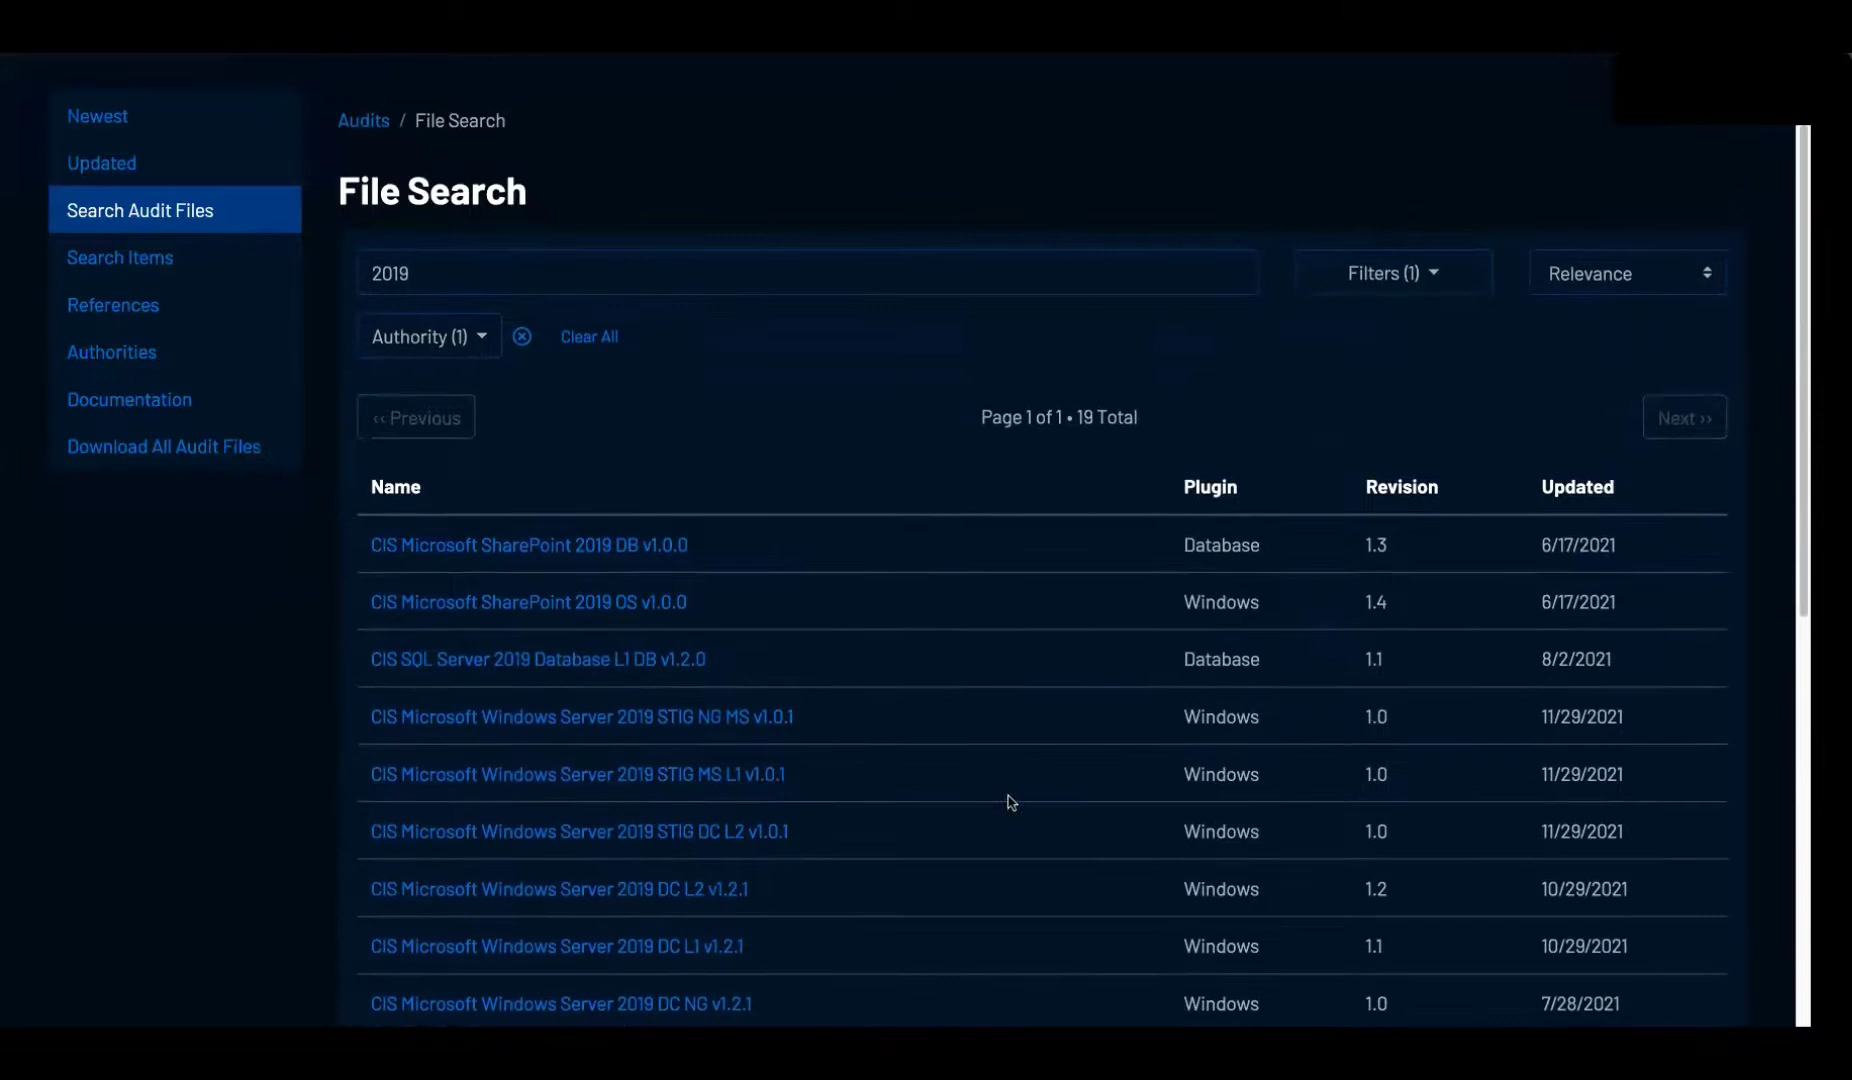 Newest
Updated
Search Audit Files
Search Items
References
Authorities
Documentation
Download All Audit Files
Audits / File Search
File Search
2019
Filters (1)
Relevance
Authority (1)
Clear All
‹‹ Previous
Page 1 of 1 • 19 Total
Next ››
Name Plugin Revision Updated
CIS Microsoft SharePoint 2019 DB v1.0.0 Database 1.3 6/17/2021
CIS Microsoft SharePoint 2019 OS v1.0.0 Windows 1.4 6/17/2021
CIS SQL Server 2019 Database L1 DB v1.2.0 Database 1.1 8/2/2021
CIS Microsoft Windows Server 2019 STIG NG MS v1.0.1 Windows 1.0 11/29/2021
CIS Microsoft Windows Server 2019 STIG MS L1 v1.0.1 Windows 1.0 11/29/2021
CIS Microsoft Windows Server 2019 STIG DC L2 v1.0.1 Windows 1.0 11/29/2021
CIS Microsoft Windows Server 2019 DC L2 v1.2.1 Windows 1.2 10/29/2021
CIS Microsoft Windows Server 2019 DC L1 v1.2.1 Windows 1.1 10/29/2021
CIS Microsoft Windows Server 2019 DC NG v1.2.1 Windows 1.0 7/28/2021